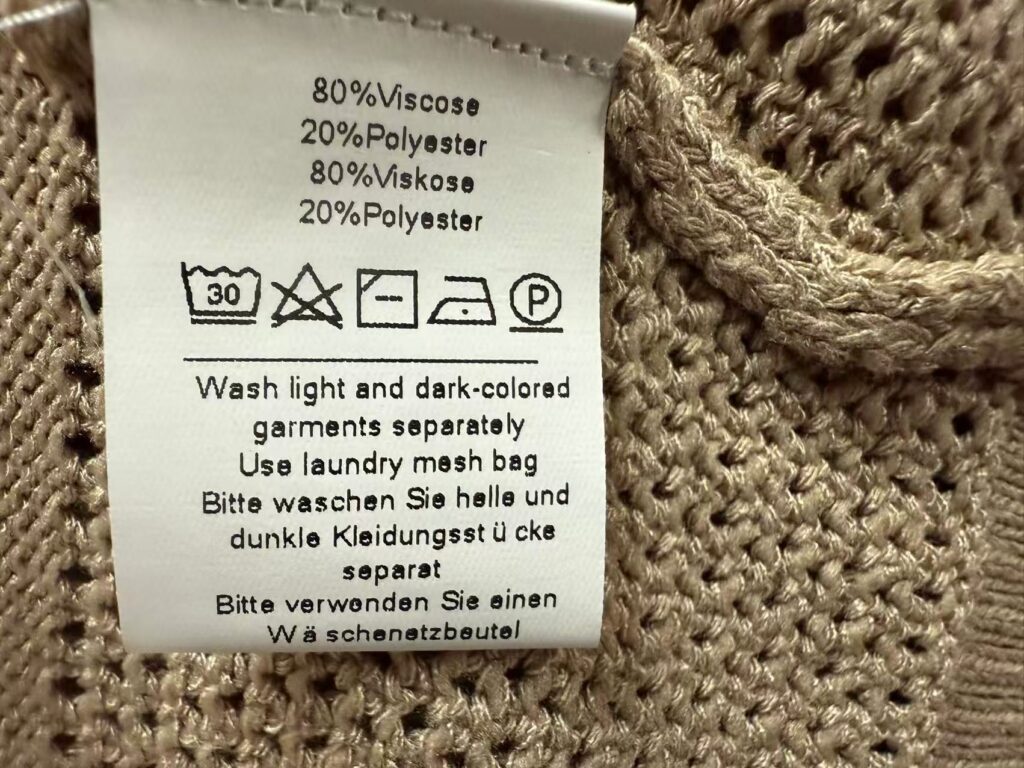 80%Viscose
20%Polyester
80%Viskose
20%Polyester
30 P
Wash light and dark-colored
garments separately
Use laundry mesh bag
Bitte waschen Sie helle und
dunkle Kleidungsst ü cke
separat
Bitte verwenden Sie einen
W ä schenetzbeutel